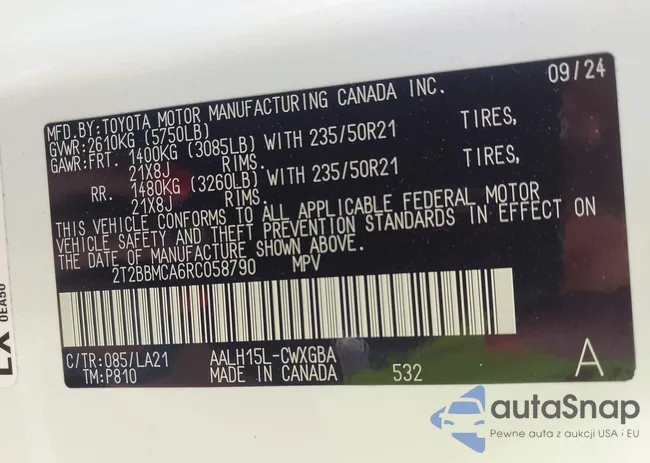 09/24
MFD.BY:TOYOTA MOTOR MANUFACTURING CANADA INC.
GVWR:2610KG (5750LB)
GAWR:FRT. 1400KG (3085LB) WITH 235/50R21 TIRES,
21X8J RIMS.
RR. 1480KG (3260LB) WITH 235/50R21 TIRES,
21X8J RIMS.
THIS VEHICLE CONFORMS TO ALL APPLICABLE FEDERAL MOTOR
VEHICLE SAFETY AND THEFT PREVENTION STANDARDS IN EFFECT ON
THE DATE OF MANUFACTURE SHOWN ABOVE.
2T2BBMCA6RC058790 MPV
C/TR:085/LA21 AALH15L-CWXGBA
TM:P810 MADE IN CANADA 532 A
0EA50
autaSnap
Pewne auta z aukcji USA i EU